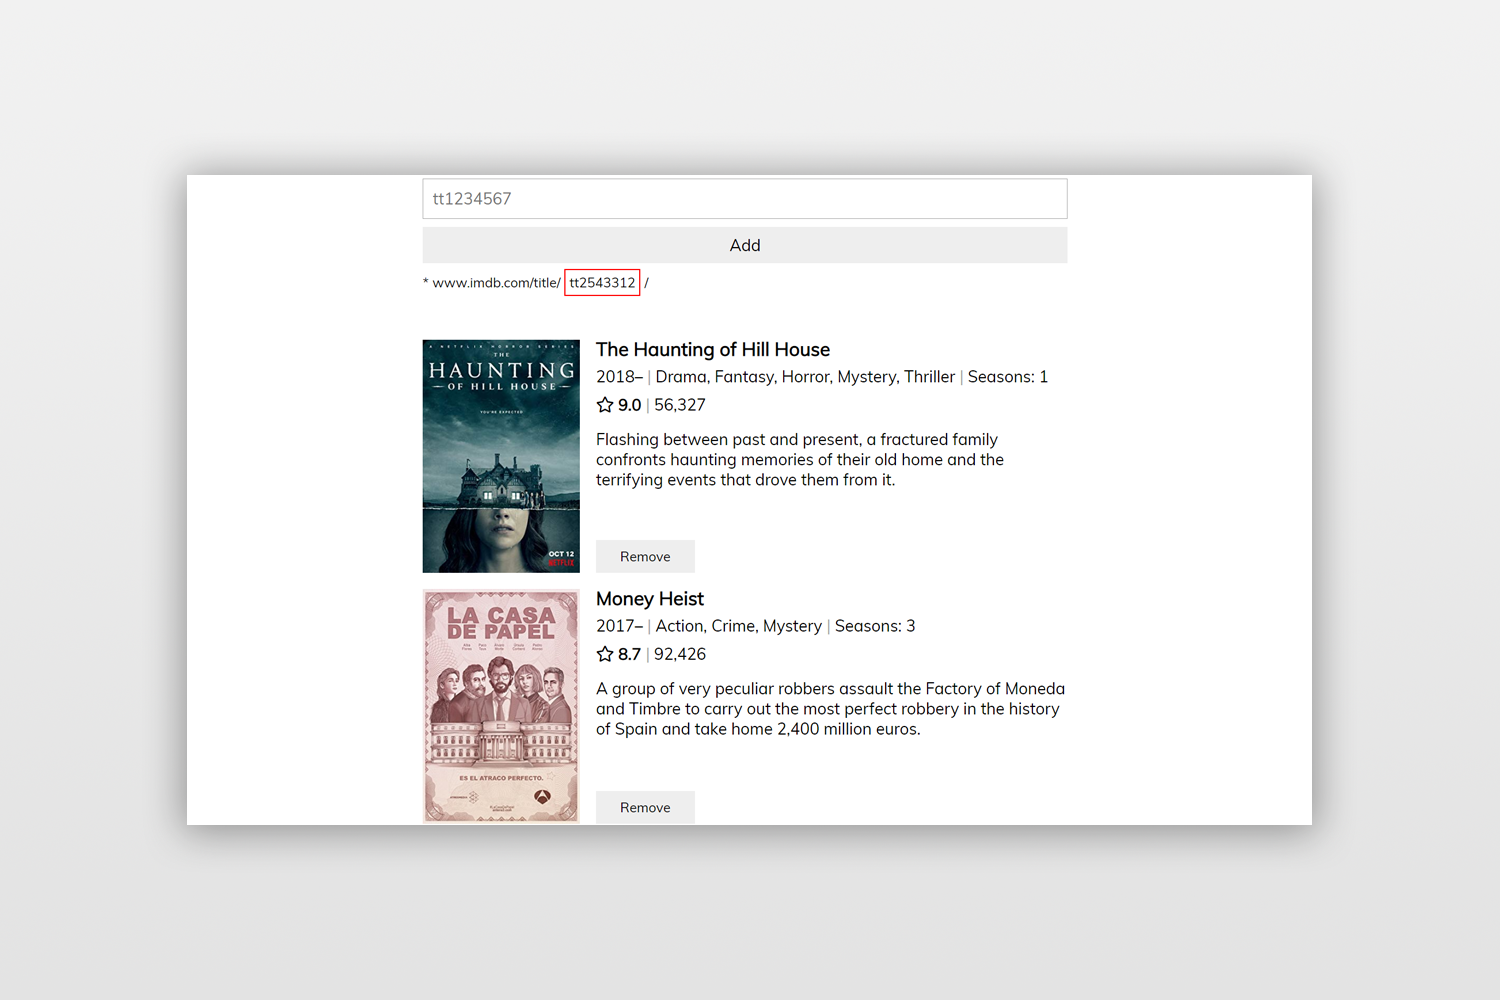 tt1234567
Add
* www.imdb.com/title/ tt2543312 /
A NETFLIX HORROR SERIES
THE
HAUNTING
OF HILL HOUSE
YOU'RE EXPECTED
OCT 12
NETFLIX
The Haunting of Hill House
2018– | Drama, Fantasy, Horror, Mystery, Thriller | Seasons: 1
9.0 | 56,327
Flashing between past and present, a fractured family
confronts haunting memories of their old home and the
terrifying events that drove them from it.
Remove
LA CASA
DE PAPEL
ES EL ATRACO PERFECTO.
Money Heist
2017– | Action, Crime, Mystery | Seasons: 3
8.7 | 92,426
A group of very peculiar robbers assault the Factory of Moneda
and Timbre to carry out the most perfect robbery in the history
of Spain and take home 2,400 million euros.
Remove